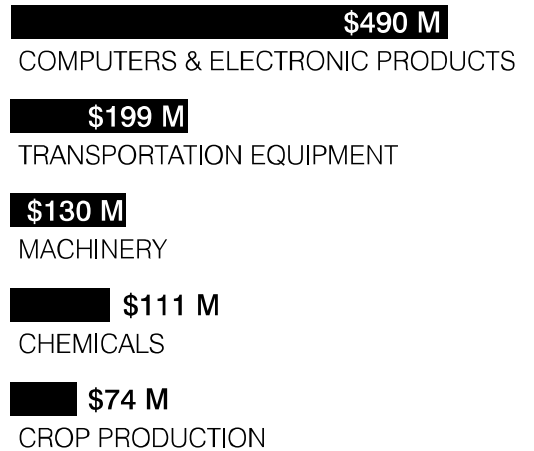 $490 M
COMPUTERS & ELECTRONIC PRODUCTS
$199 M
TRANSPORTATION EQUIPMENT
$130 M
MACHINERY
$111 M
CHEMICALS
$74 M
CROP PRODUCTION